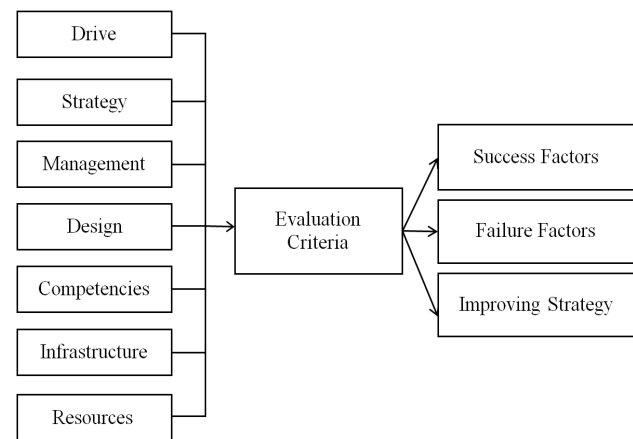 Drive
Strategy
Management
Design
Competencies
Infrastructure
Resources
Evaluation
Criteria
Success Factors
Failure Factors
Improving Strategy